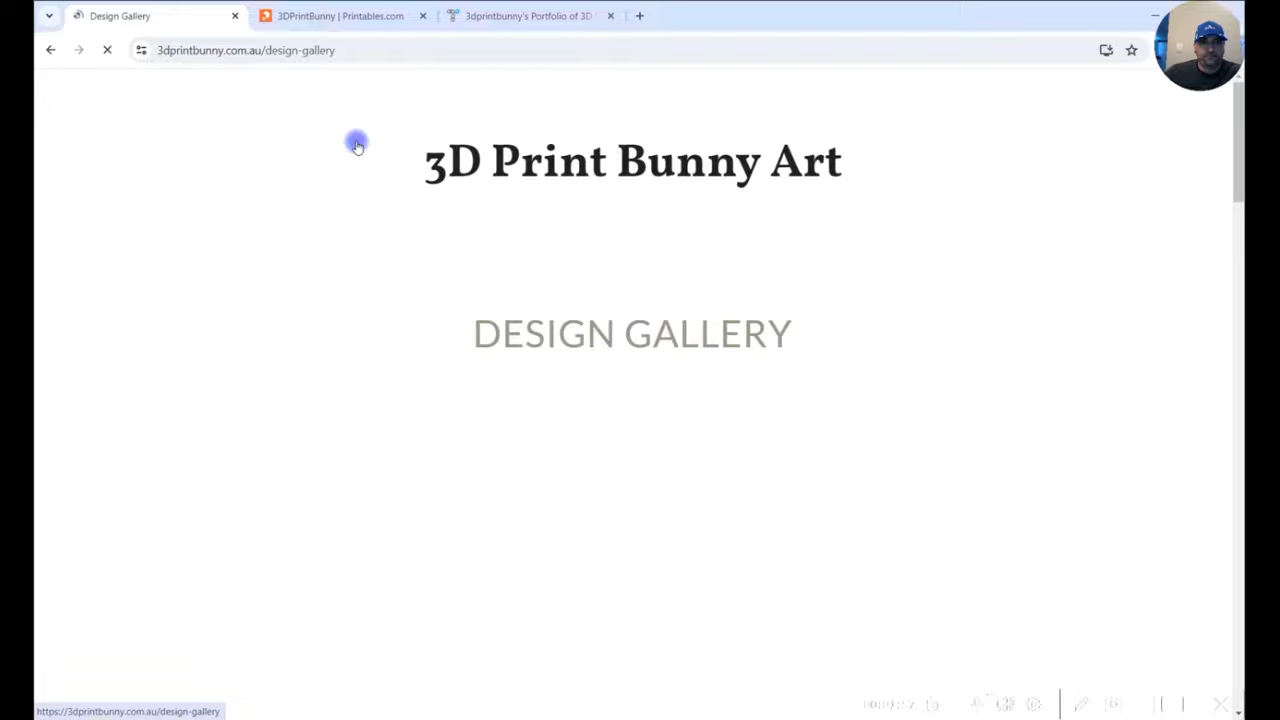 Design Gallery
3DPrintBunny | Printables.com
3dprintbunny's Portfolio of 3D
3dprintbunny.com.au/design-gallery
3D Print Bunny Art
DESIGN GALLERY
https://3dprintbunny.com.au/design-gallery